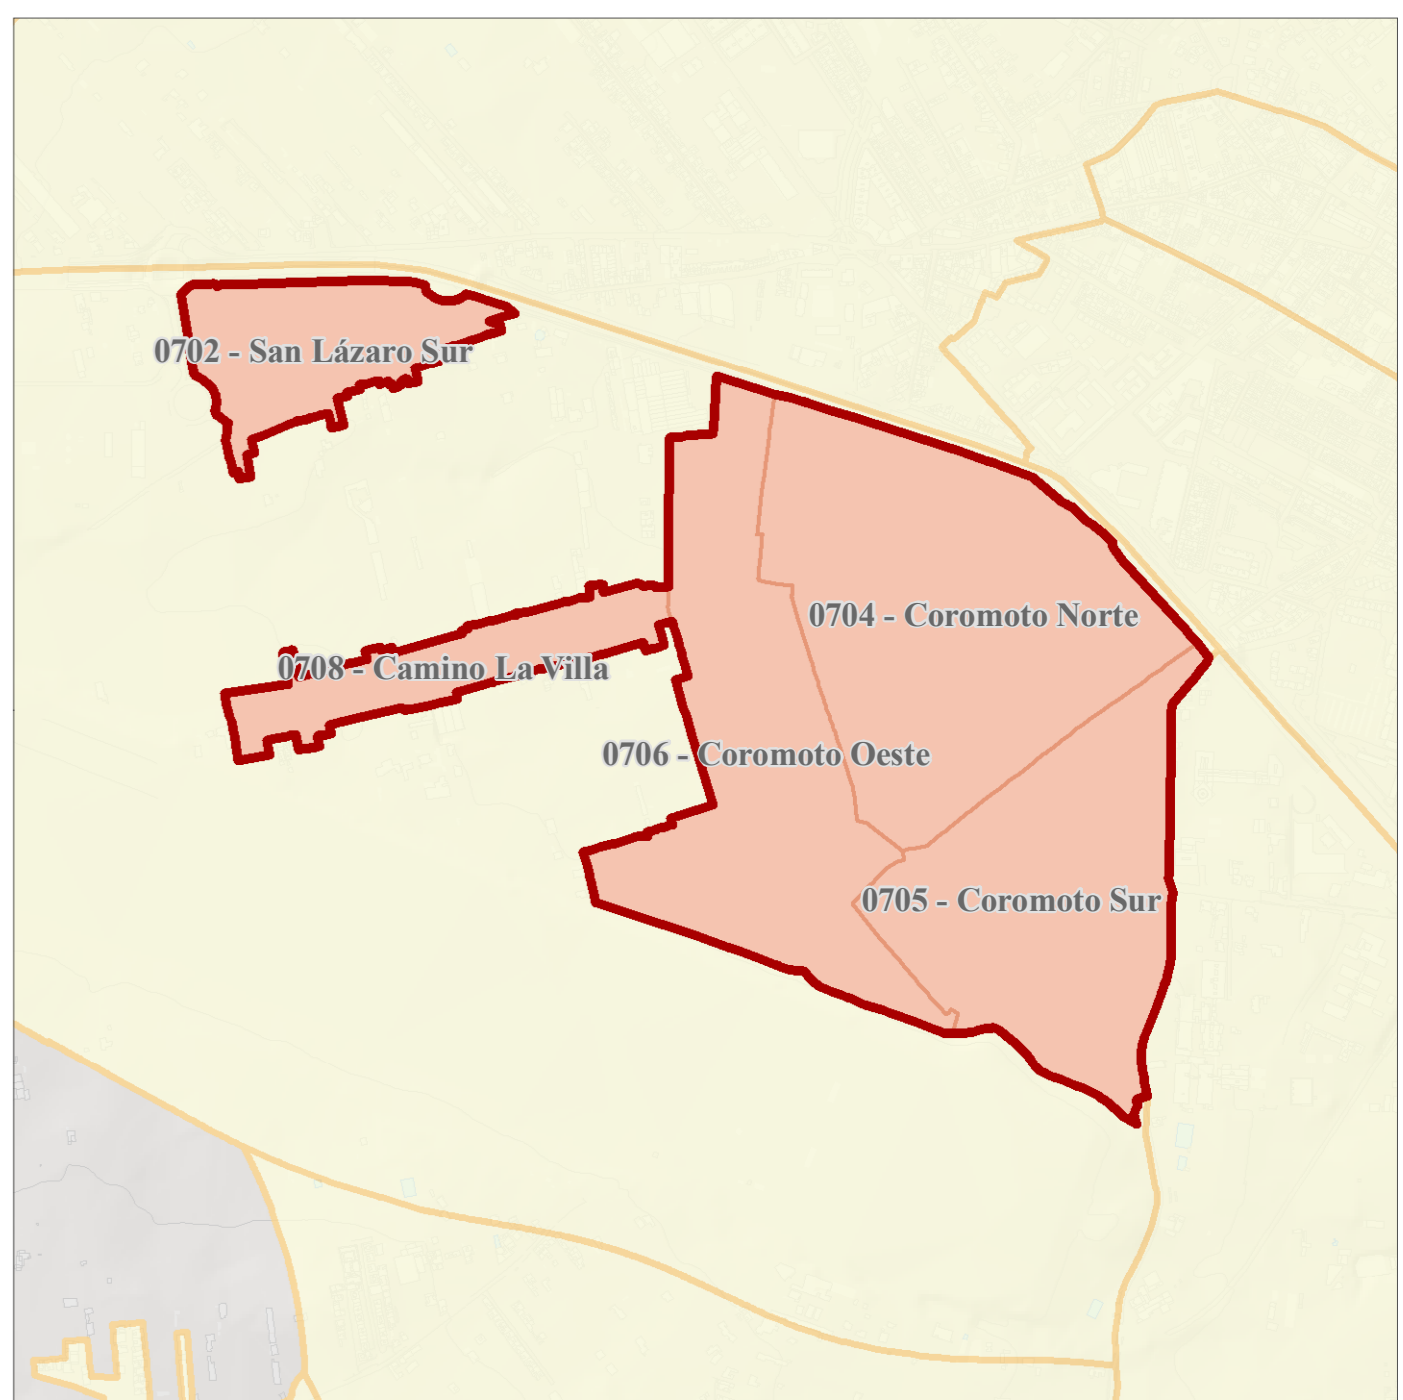 0702 - San Lázaro Sur
0704 - Coromoto Norte
0708 - Camino La Villa
0706 - Coromoto Oeste
0705 - Coromoto Sur